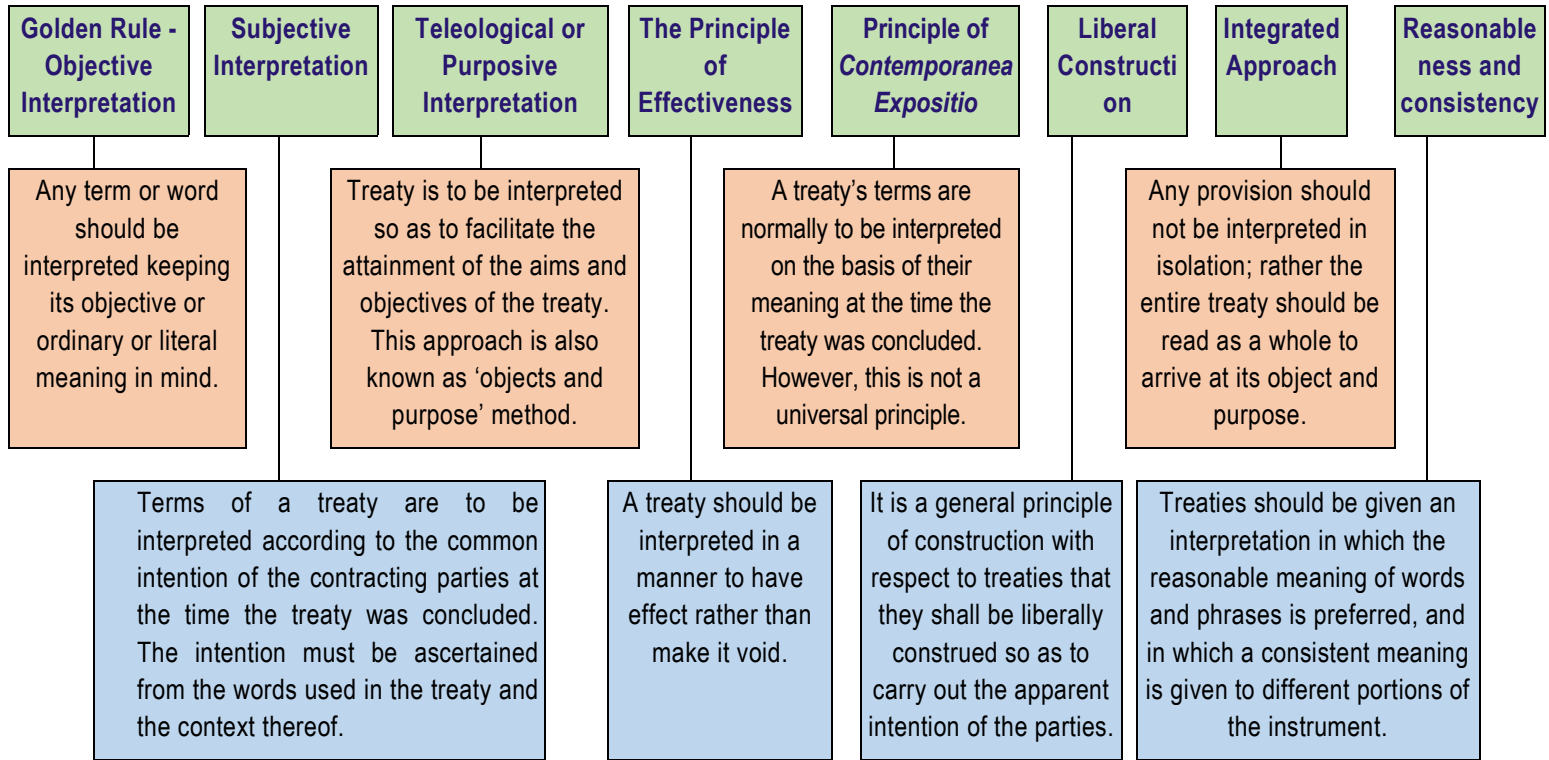 Golden Rule -
Objective
Interpretation
Subjective
Interpretation
Teleological or
Purposive
Interpretation
The Principle
of
Effectiveness
Principle of
Contemporanea
Expositio
Liberal
Constructi
on
Integrated
Approach
Reasonable
ness and
consistency
Any term or word
should be
interpreted keeping
its objective or
ordinary or literal
meaning in mind.
Treaty is to be interpreted
so as to facilitate the
attainment of the aims and
objectives of the treaty.
This approach is also
known as ‘objects and
purpose’ method.
A treaty’s terms are
normally to be interpreted
on the basis of their
meaning at the time the
treaty was concluded.
However, this is not a
universal principle.
Any provision should
not be interpreted in
isolation; rather the
entire treaty should be
read as a whole to
arrive at its object and
purpose.
Terms of a treaty are to be
interpreted according to the common
intention of the contracting parties at
the time the treaty was concluded.
The intention must be ascertained
from the words used in the treaty and
the context thereof.
A treaty should be
interpreted in a
manner to have
effect rather than
make it void.
It is a general principle
of construction with
respect to treaties that
they shall be liberally
construed so as to
carry out the apparent
intention of the parties.
Treaties should be given an
interpretation in which the
reasonable meaning of words
and phrases is preferred, and
in which a consistent meaning
is given to different portions of
the instrument.